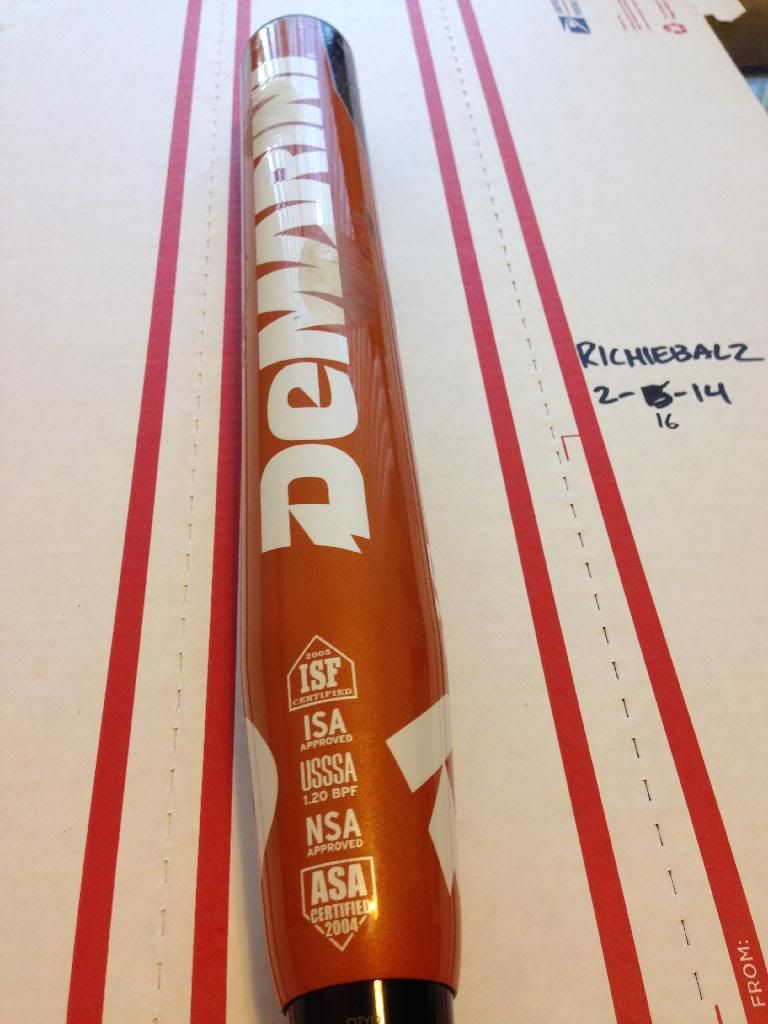 DeMARINI
2005
ISF
CERTIFIED
ISA
APPROVED
USSSA
1.20 BPF
NSA
APPROVED
ASA
CERTIFIED
2004
RICHIEBALZ
2-15-14
16
FROM: